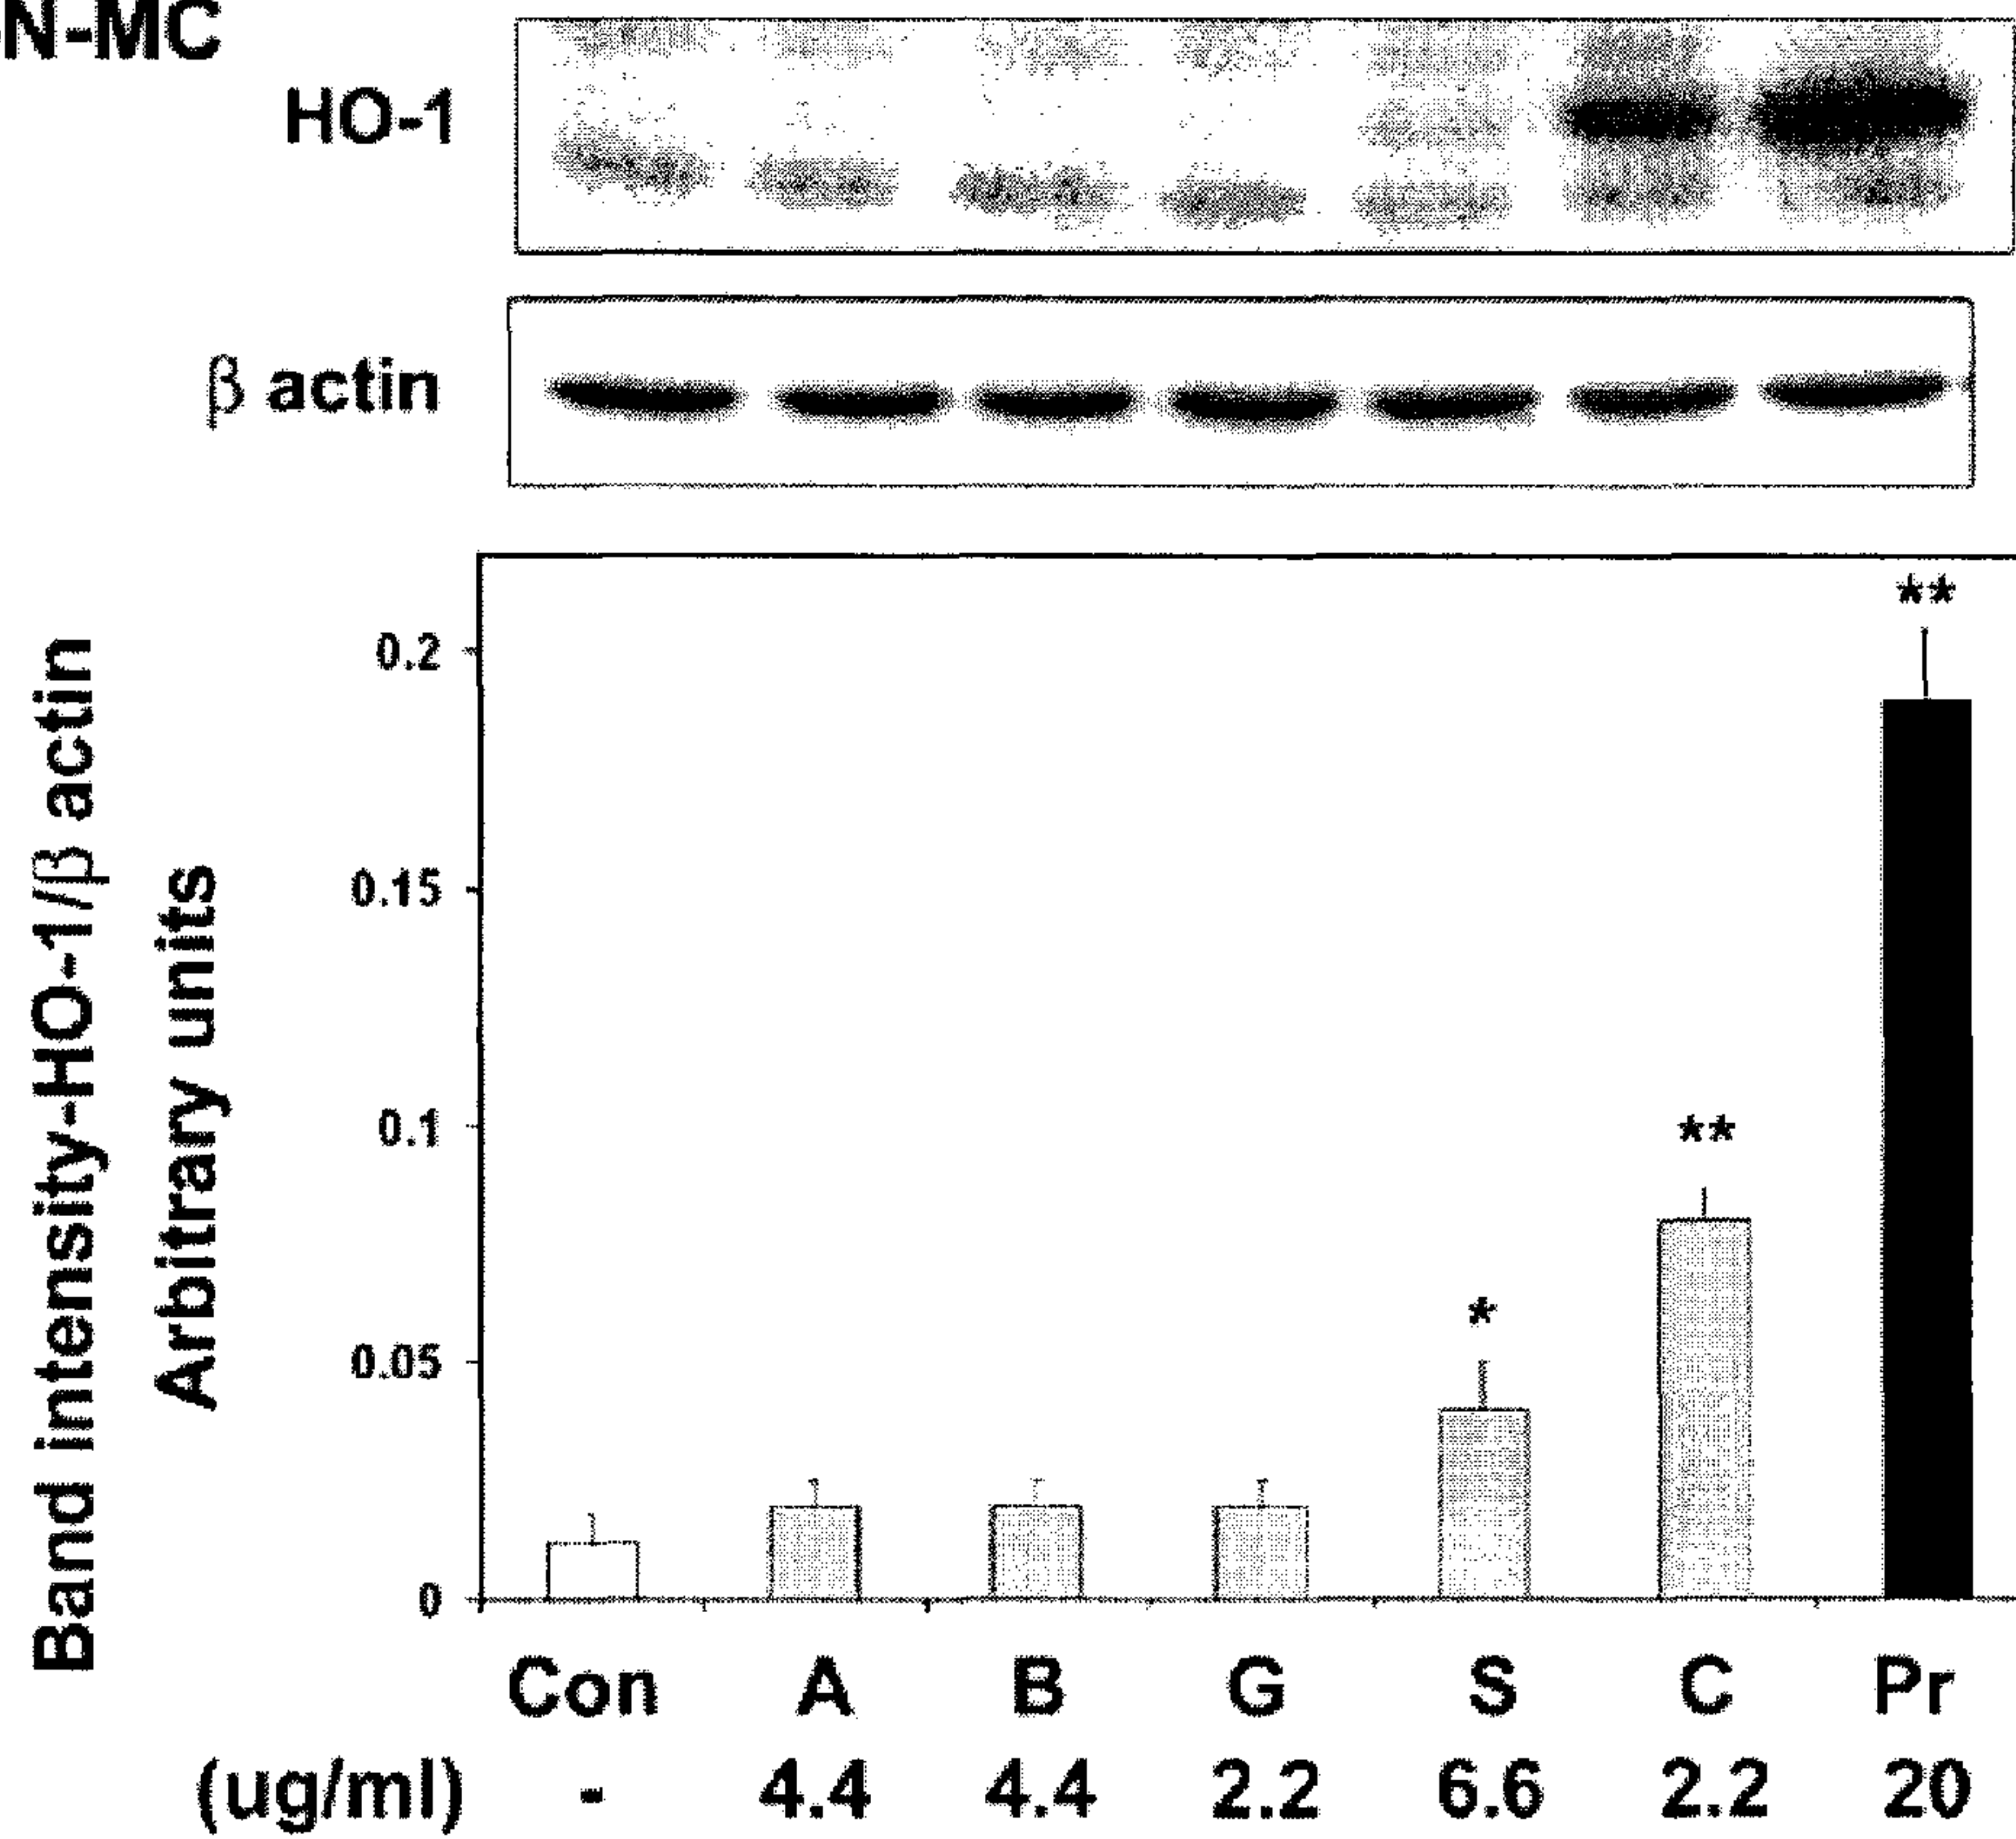 N-MC
HO-1
β actin
Band intensity-HO-1/β actin
Arbitrary units
0.2
0.15
0.1
0.05
0
**
**
*
Con A B G S C Pr
(ug/ml) - 4.4 4.4 2.2 6.6 2.2 20